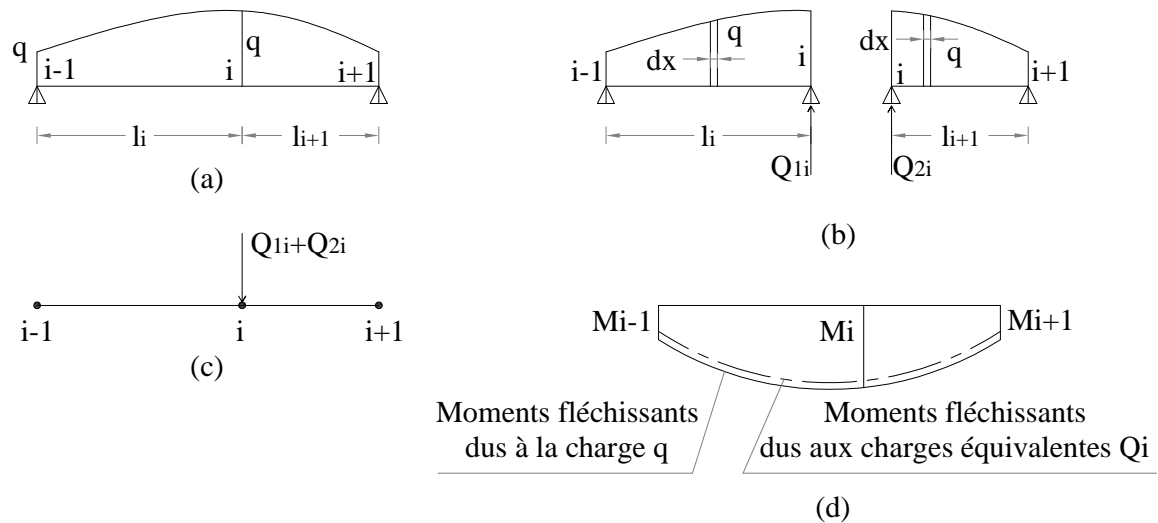 q
i-1
q
i
i+1
li
li+1
(a)
i-1
dx
q
i
li
Q1i
dx
i
q
i+1
li+1
Q2i
(b)
Q1i+Q2i
i-1
i
i+1
(c)
Mi-1
Mi
Mi+1
Moments fléchissants
dus à la charge q
Moments fléchissants
dus aux charges équivalentes Qi
(d)